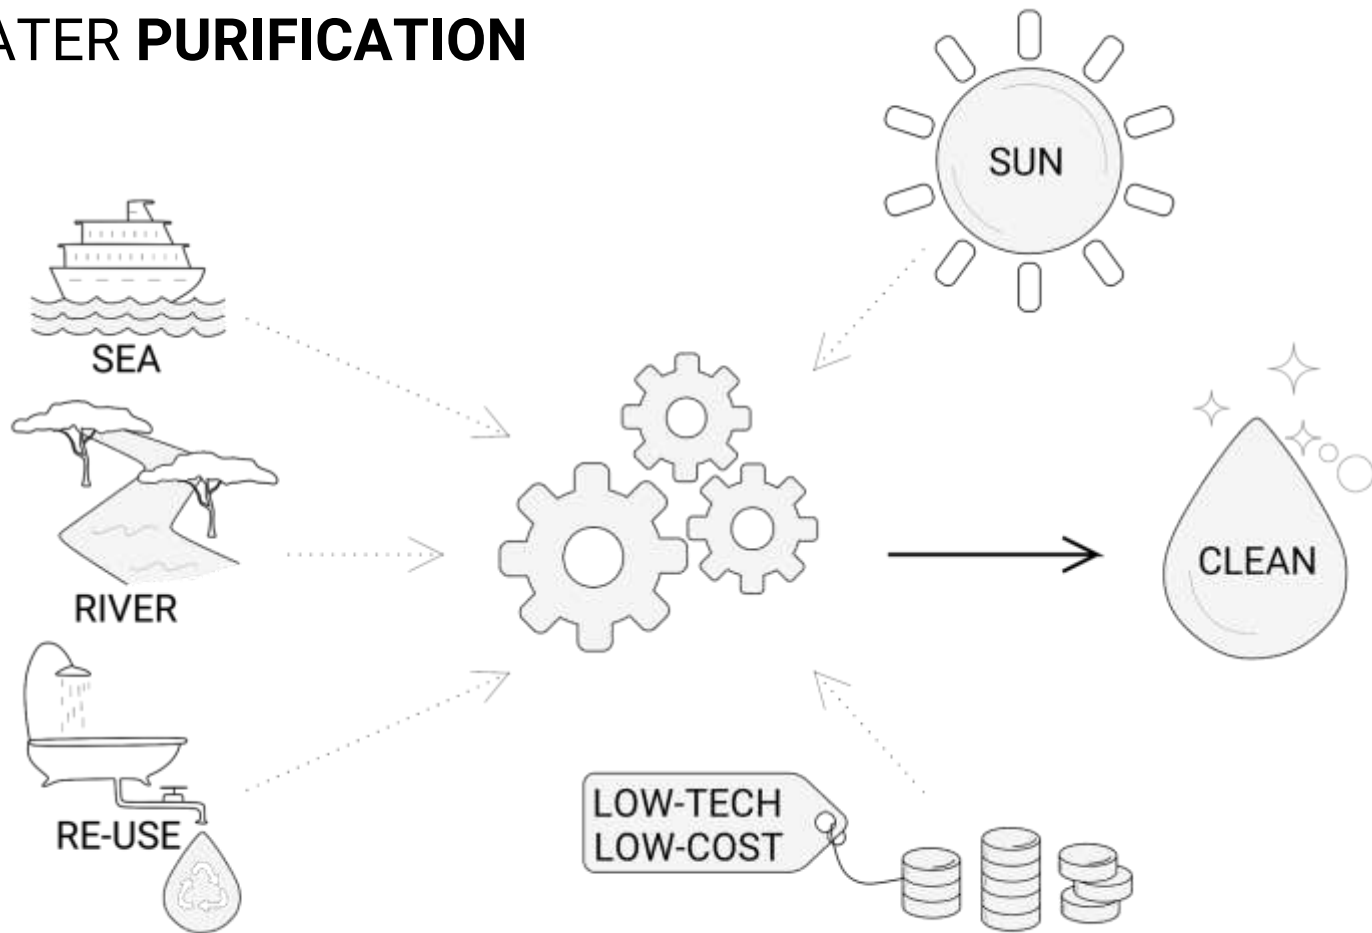 ATER PURIFICATION
SUN
SEA
RIVER
CLEAN
RE-USE
LOW-TECH
LOW-COST